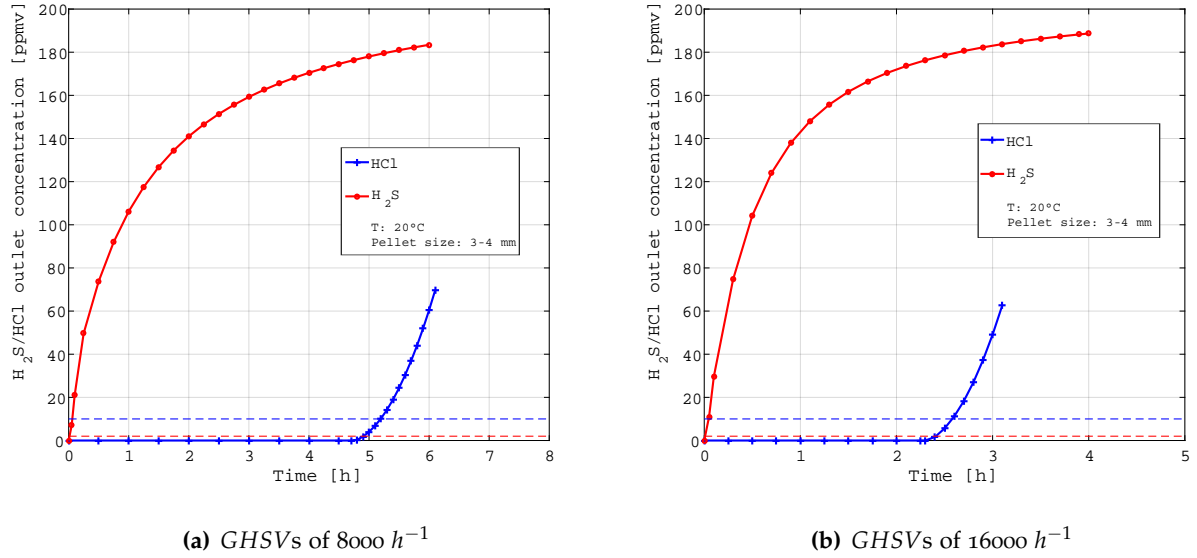 H₂S/HCl outlet concentration [ppmv]
200
180
160
140
120
100
80
60
40
20
0
HCl
H₂S
T: 20ºC
Pellet size: 3-4 mm
0 1 2 3 4 5 6 7 8
Time [h]
(a) GHSVs of 8000 h⁻¹
H₂S/HCl outlet concentration [ppmv]
200
180
160
140
120
100
80
60
40
20
0
HCl
H₂S
T: 20ºC
Pellet size: 3-4 mm
0 1 2 3 4 5
Time [h]
(b) GHSVs of 16000 h⁻¹